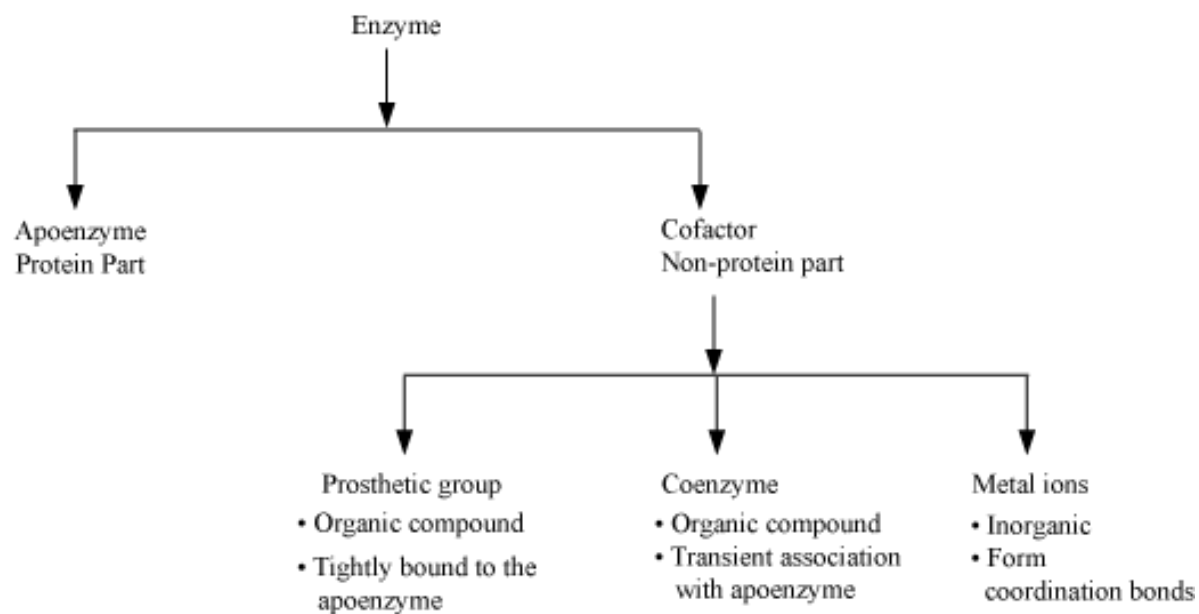 Enzyme
Apoenzyme
Protein Part
Cofactor
Non-protein part
Prosthetic group
• Organic compound
• Tightly bound to the
apoenzyme
Coenzyme
• Organic compound
• Transient association
with apoenzyme
Metal ions
• Inorganic
• Form
coordination bonds